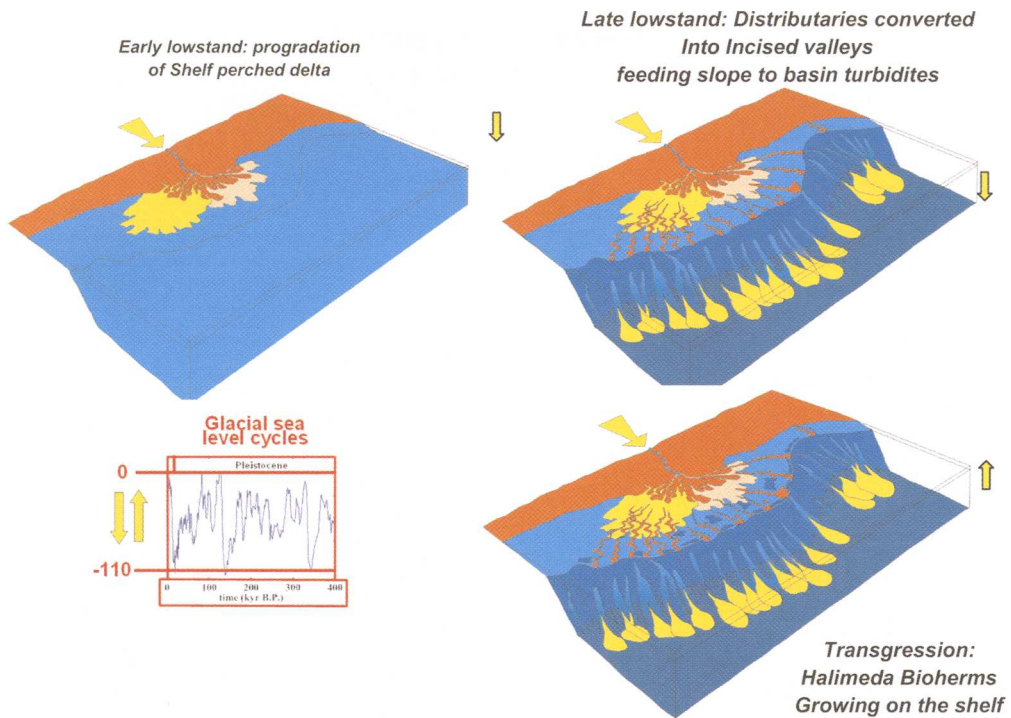 Early lowstand: progradation
of Shelf perched delta
Late lowstand: Distributaries converted
Into Incised valleys
feeding slope to basin turbidites
Glacial sea
level cycles
Pleistocene
0
-110
0 100 200 300 400
time (kyr B.P.)
Transgression:
Halimeda Bioherms
Growing on the shelf